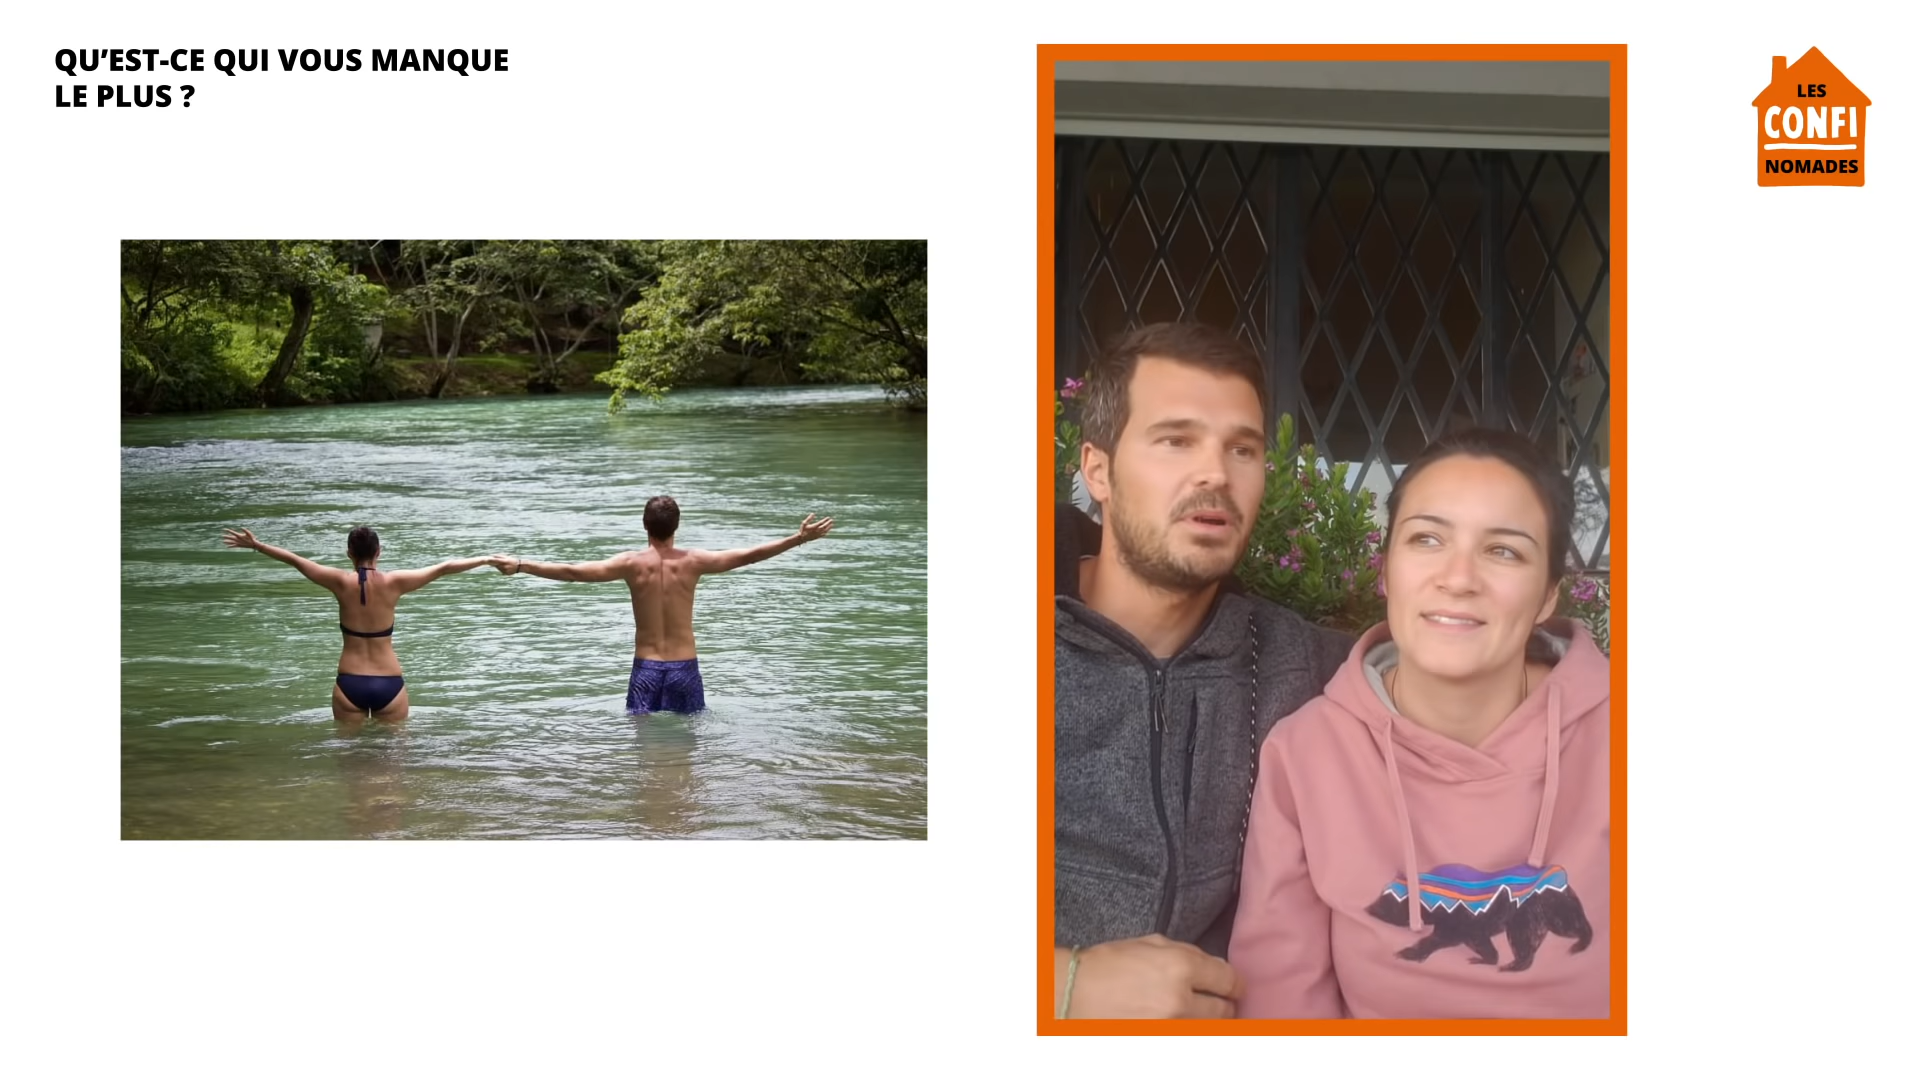 QU’EST-CE QUI VOUS MANQUE
LE PLUS ?
LES
CONFI
NOMADES